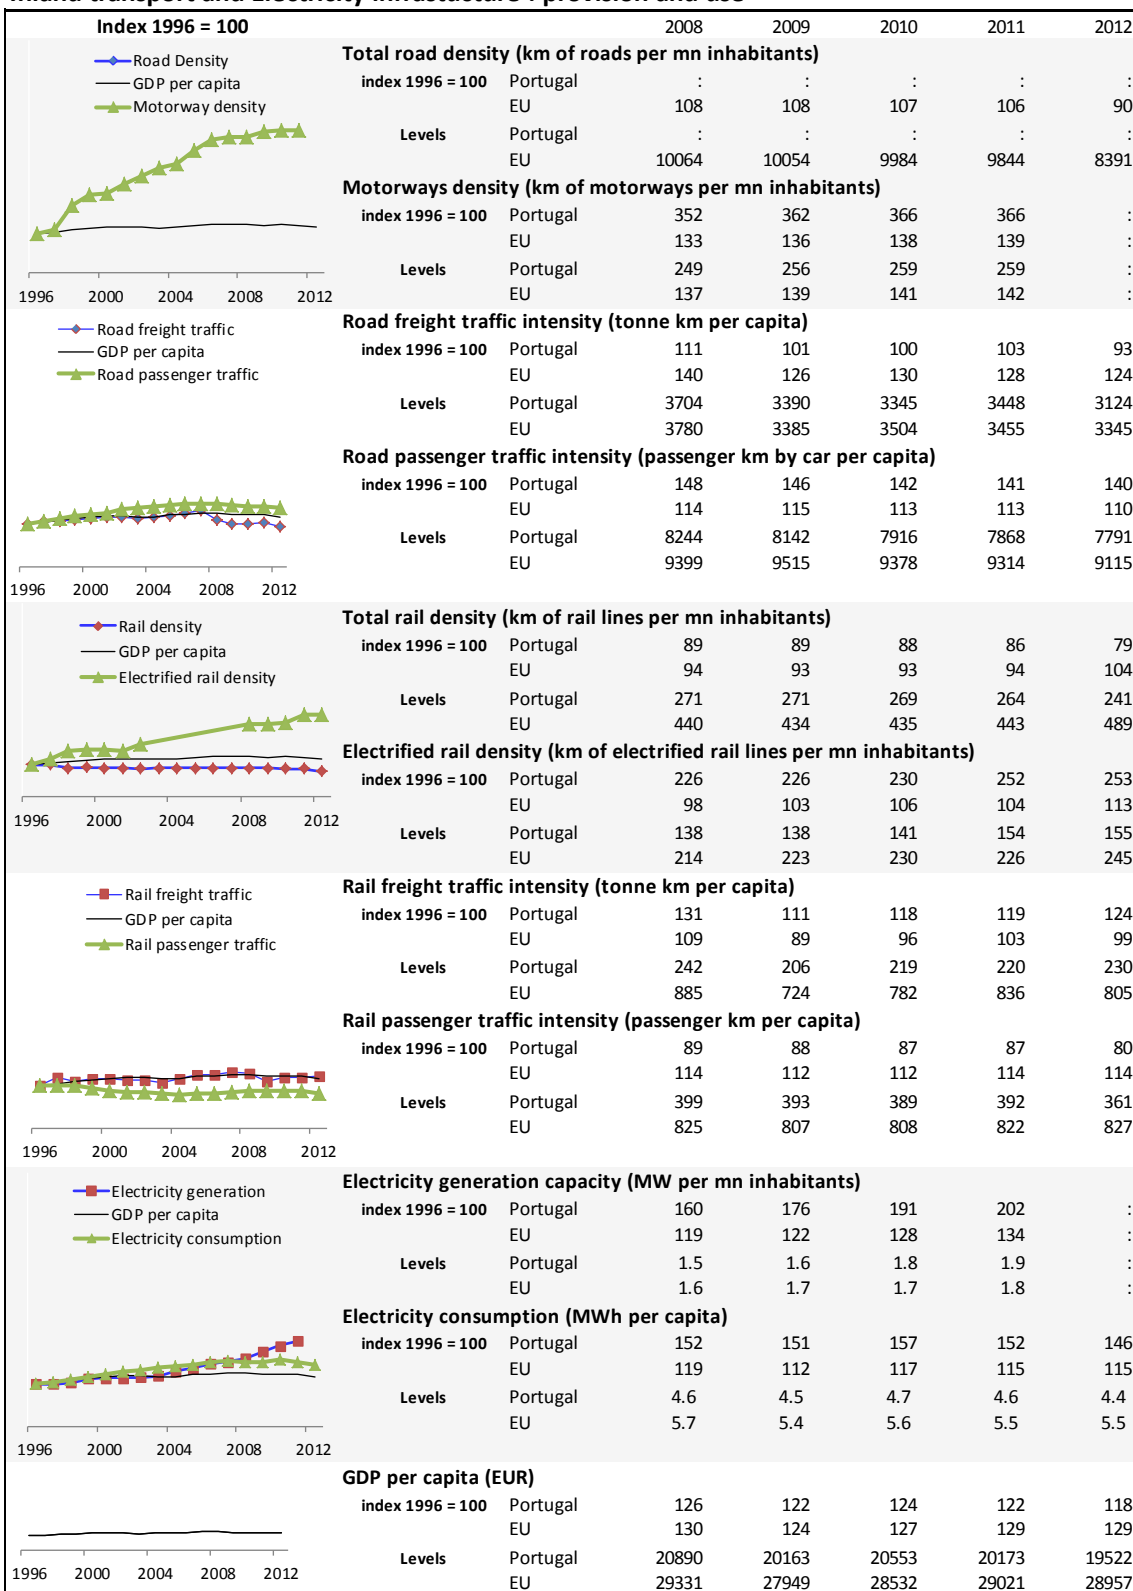 Index 1996 = 100 2008 2009 2010 2011 2012
Road Density
GDP per capita
Motorway density
1996 2000 2004 2008 2012
Total road density (km of roads per mn inhabitants)
index 1996 = 100 Portugal : : : : :
EU 108 108 107 106 90
Levels Portugal : : : : :
EU 10064 10054 9984 9844 8391
Motorways density (km of motorways per mn inhabitants)
index 1996 = 100 Portugal 352 362 366 366 :
EU 133 136 138 139 :
Levels Portugal 249 256 259 259 :
EU 137 139 141 142 :
Road freight traffic
GDP per capita
Road passenger traffic
1996 2000 2004 2008 2012
Road freight traffic intensity (tonne km per capita)
index 1996 = 100 Portugal 111 101 100 103 93
EU 140 126 130 128 124
Levels Portugal 3704 3390 3345 3448 3124
EU 3780 3385 3504 3455 3345
Road passenger traffic intensity (passenger km by car per capita)
index 1996 = 100 Portugal 148 146 142 141 140
EU 114 115 113 113 110
Levels Portugal 8244 8142 7916 7868 7791
EU 9399 9515 9378 9314 9115
Rail density
GDP per capita
Electrified rail density
1996 2000 2004 2008 2012
Total rail density (km of rail lines per mn inhabitants)
index 1996 = 100 Portugal 89 89 88 86 79
EU 94 93 93 94 104
Levels Portugal 271 271 269 264 241
EU 440 434 435 443 489
Electrified rail density (km of electrified rail lines per mn inhabitants)
index 1996 = 100 Portugal 226 226 230 252 253
EU 98 103 106 104 113
Levels Portugal 138 138 141 154 155
EU 214 223 230 226 245
Rail freight traffic
GDP per capita
Rail passenger traffic
1996 2000 2004 2008 2012
Rail freight traffic intensity (tonne km per capita)
index 1996 = 100 Portugal 131 111 118 119 124
EU 109 89 96 103 99
Levels Portugal 242 206 219 220 230
EU 885 724 782 836 805
Rail passenger traffic intensity (passenger km per capita)
index 1996 = 100 Portugal 89 88 87 87 80
EU 114 112 112 114 114
Levels Portugal 399 393 389 392 361
EU 825 807 808 822 827
Electricity generation
GDP per capita
Electricity consumption
1996 2000 2004 2008 2012
Electricity generation capacity (MW per mn inhabitants)
index 1996 = 100 Portugal 160 176 191 202 :
EU 119 122 128 134 :
Levels Portugal 1.5 1.6 1.8 1.9 :
EU 1.6 1.7 1.7 1.8 :
Electricity consumption (MWh per capita)
index 1996 = 100 Portugal 152 151 157 152 146
EU 119 112 117 115 115
Levels Portugal 4.6 4.5 4.7 4.6 4.4
EU 5.7 5.4 5.6 5.5 5.5
1996 2000 2004 2008 2012
GDP per capita (EUR)
index 1996 = 100 Portugal 126 122 124 122 118
EU 130 124 127 129 129
Levels Portugal 20890 20163 20553 20173 19522
EU 29331 27949 28532 29021 28957